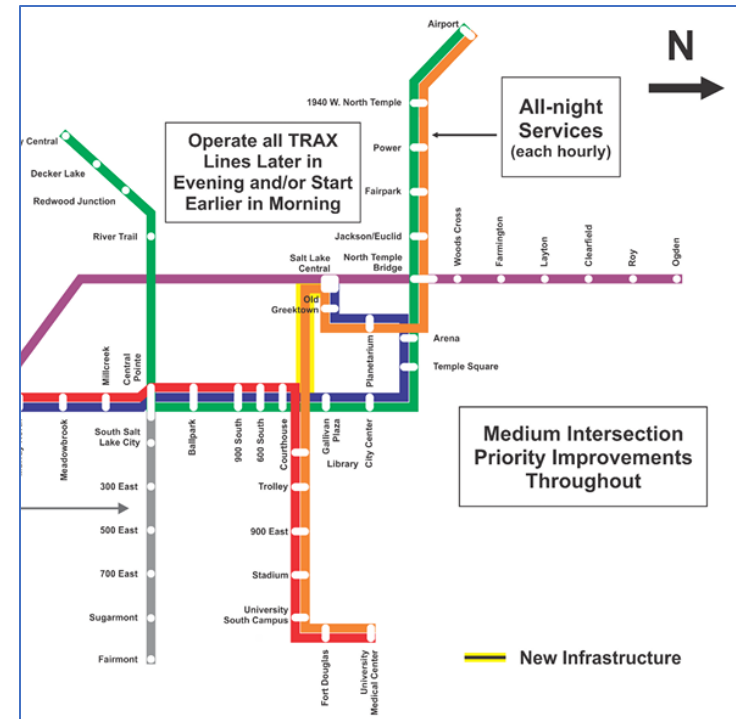 Airport
N
1940 W. North Temple
All-night
Services
(each hourly)
Operate all TRAX
Lines Later in
Evening and/or Start
Earlier in Morning
Central
Decker Lake
Redwood Junction
River Trail
Power
Fairpark
Jackson/Euclid
North Temple
Bridge
Woods Cross
Farmington
Layton
Clearfield
Roy
Ogden
Salt Lake
Central
Old
Greektown
Planetarium
Arena
Temple Square
Millcreek
Central
Pointe
Meadowbrook
South Salt
Lake City
Ballpark
900 South
600 South
Courthouse
Gallivan
Plaza
Library
City Center
Medium Intersection
Priority Improvements
Throughout
300 East
500 East
700 East
Sugarmont
Fairmont
Trolley
900 East
Stadium
University
South Campus
Fort Douglas
University
Medical Center
New Infrastructure